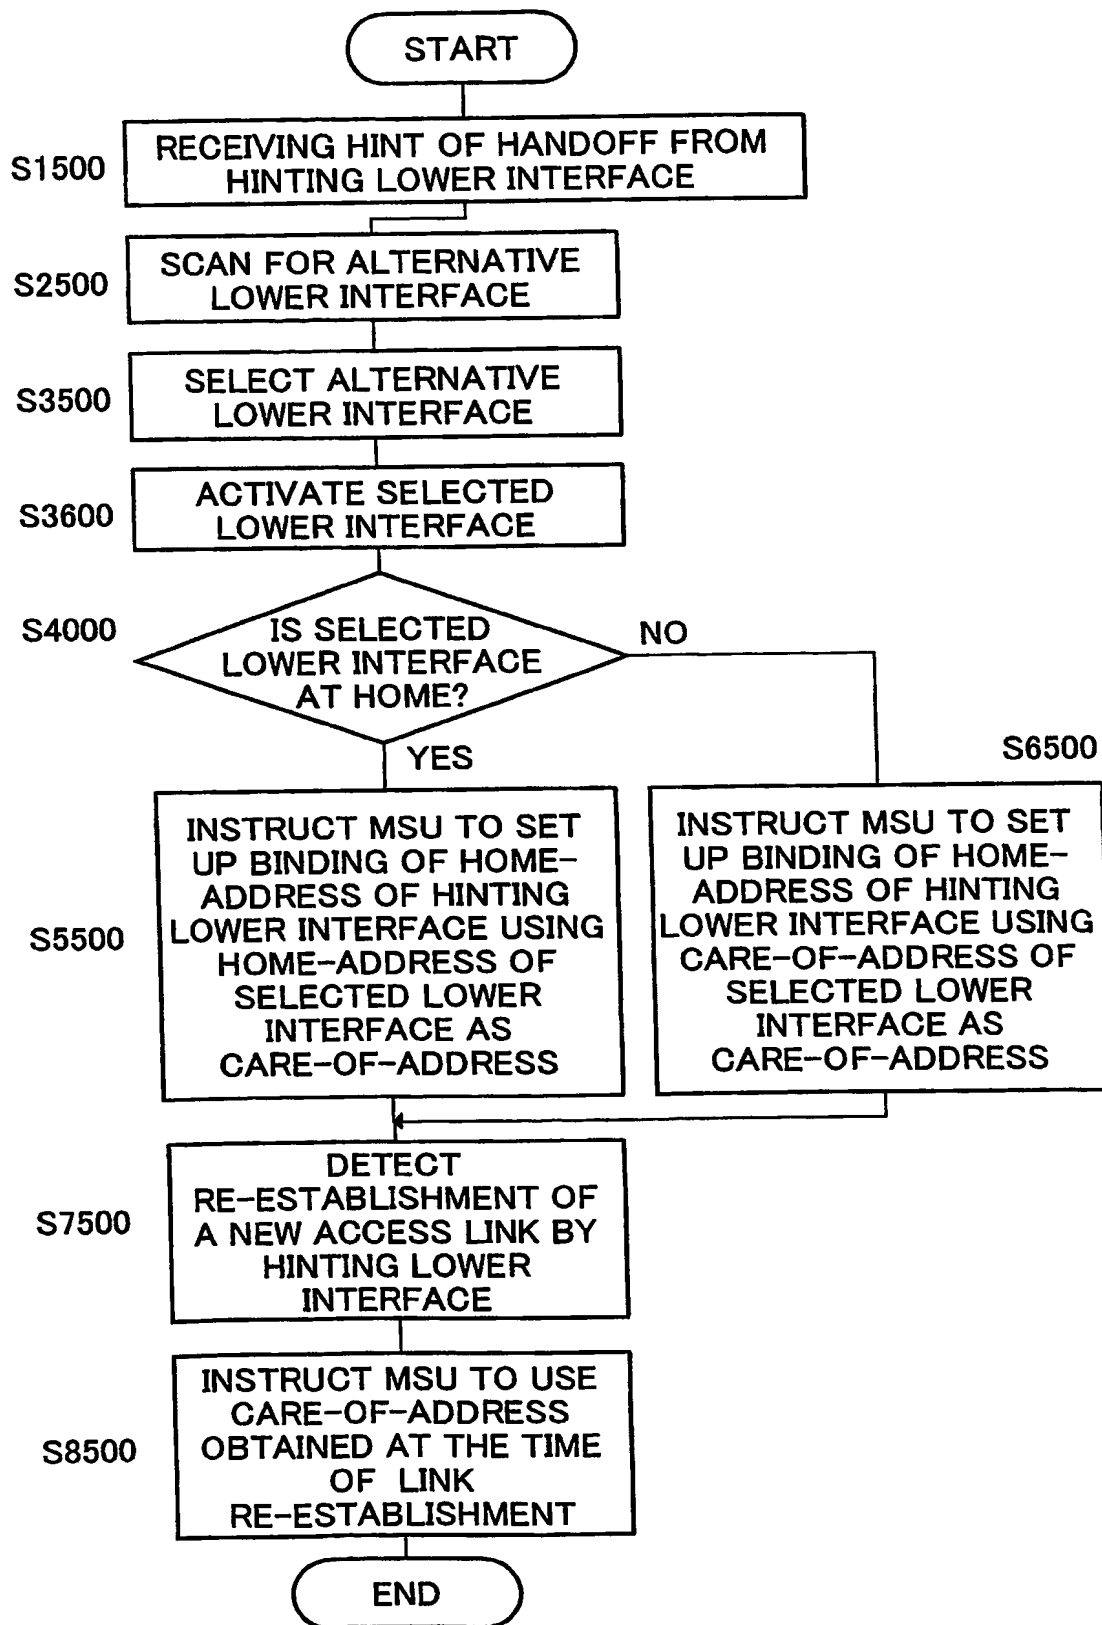 START
S1500
RECEIVING HINT OF HANDOFF FROM
HINTING LOWER INTERFACE
S2500
SCAN FOR ALTERNATIVE
LOWER INTERFACE
S3500
SELECT ALTERNATIVE
LOWER INTERFACE
S3600
ACTIVATE SELECTED
LOWER INTERFACE
S4000
IS SELECTED
LOWER INTERFACE
AT HOME?
NO
YES
S5500
INSTRUCT MSU TO SET
UP BINDING OF HOME-
ADDRESS OF HINTING
LOWER INTERFACE USING
HOME-ADDRESS OF
SELECTED LOWER
INTERFACE AS
CARE-OF-ADDRESS
S6500
INSTRUCT MSU TO SET
UP BINDING OF HOME-
ADDRESS OF HINTING
LOWER INTERFACE USING
CARE-OF-ADDRESS OF
SELECTED LOWER
INTERFACE AS
CARE-OF-ADDRESS
S7500
DETECT
RE-ESTABLISHMENT OF
A NEW ACCESS LINK BY
HINTING LOWER
INTERFACE
S8500
INSTRUCT MSU TO USE
CARE-OF-ADDRESS
OBTAINED AT THE TIME
OF LINK
RE-ESTABLISHMENT
END